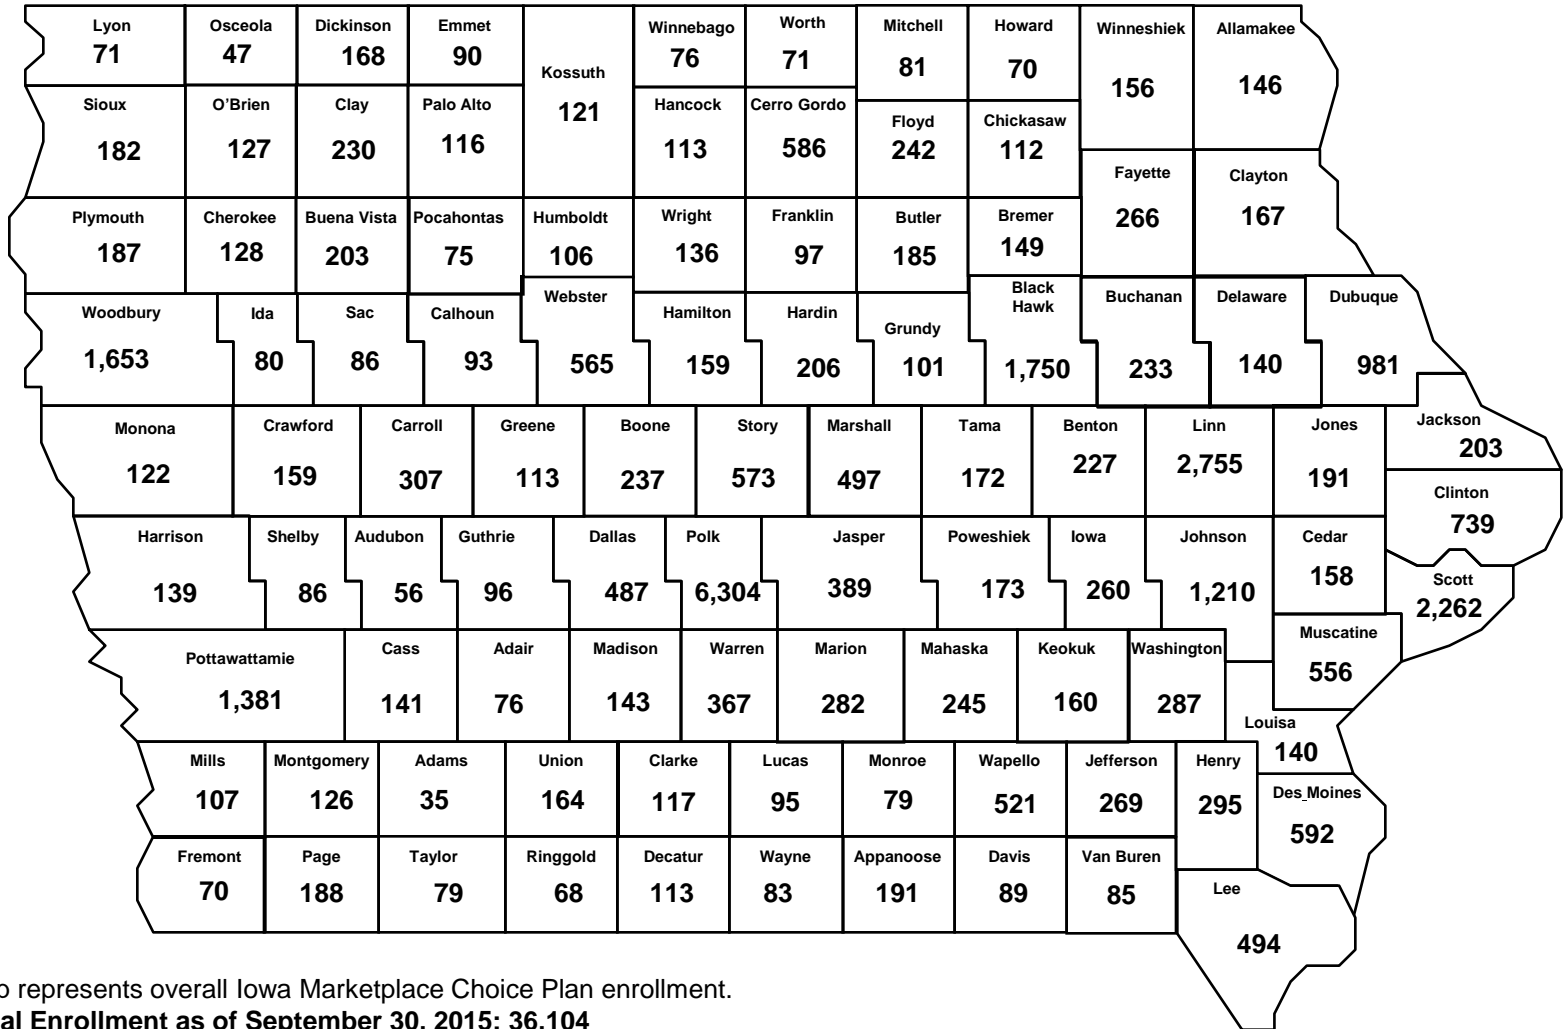 Lyon Osceola Dickinson Emmet Winnebago Worth Mitchell Howard Winneshiek Allamakee
71 47 168 90 Kossuth 76 71 81 70 156 146
Sioux O'Brien Clay Palo Alto 121 Hancock Cerro Gordo Floyd Chickasaw
182 127 230 116 113 586 242 112 Fayette Clayton
Plymouth Cherokee Buena Vista Pocahontas Humboldt Wright Franklin Butler Bremer 266 167
187 128 203 75 106 136 97 185 149
Woodbury Ida Sac Calhoun Webster Hamilton Hardin Grundy Black Hawk Buchanan Delaware Dubuque
1,653 80 86 93 565 159 206 101 1,750 233 140 981
Monona Crawford Carroll Greene Boone Story Marshall Tama Benton Linn Jones Jackson
122 159 307 113 237 573 497 172 227 2,755 191 203
Clinton
739
Harrison Shelby Audubon Guthrie Dallas Polk Jasper Poweshiek Iowa Johnson Cedar Scott
139 86 56 96 487 6,304 389 173 260 1,210 158 2,262
Pottawattamie Cass Adair Madison Warren Marion Mahaska Keokuk Washington Muscatine
1,381 141 76 143 367 282 245 160 287 556
Louisa
140
Mills Montgomery Adams Union Clarke Lucas Monroe Wapello Jefferson Henry Des Moines
107 126 35 164 117 95 79 521 269 295 592
Fremont Page Taylor Ringgold Decatur Wayne Appanoose Davis Van Buren Lee
70 188 79 68 113 83 191 89 85 494
represents overall Iowa Marketplace Choice Plan enrollment.
Enrollment as of September 30, 2015: 36,104